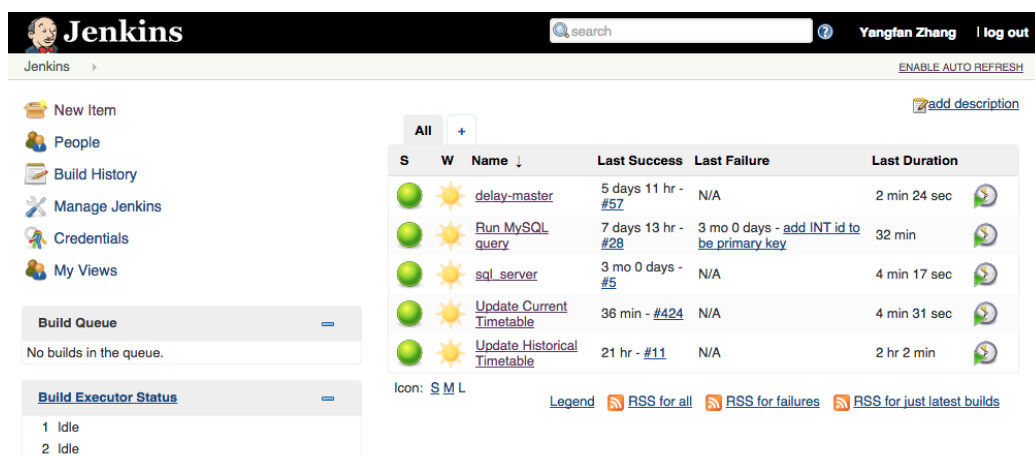 Jenkins
search
Yangfan Zhang | log out
Jenkins
ENABLE AUTO REFRESH
New Item
People
Build History
Manage Jenkins
Credentials
My Views
Build Queue
No builds in the queue.
Build Executor Status
1 Idle
2 Idle
add description
All +
S W Name ↓ Last Success Last Failure Last Duration
delay-master 5 days 11 hr - #57 N/A 2 min 24 sec
Run MySQL query 7 days 13 hr - #28 3 mo 0 days - add INT id to be primary key 32 min
sql_server 3 mo 0 days - #5 N/A 4 min 17 sec
Update Current Timetable 36 min - #424 N/A 4 min 31 sec
Update Historical Timetable 21 hr - #11 N/A 2 hr 2 min
Icon: S M L
Legend RSS for all RSS for failures RSS for just latest builds